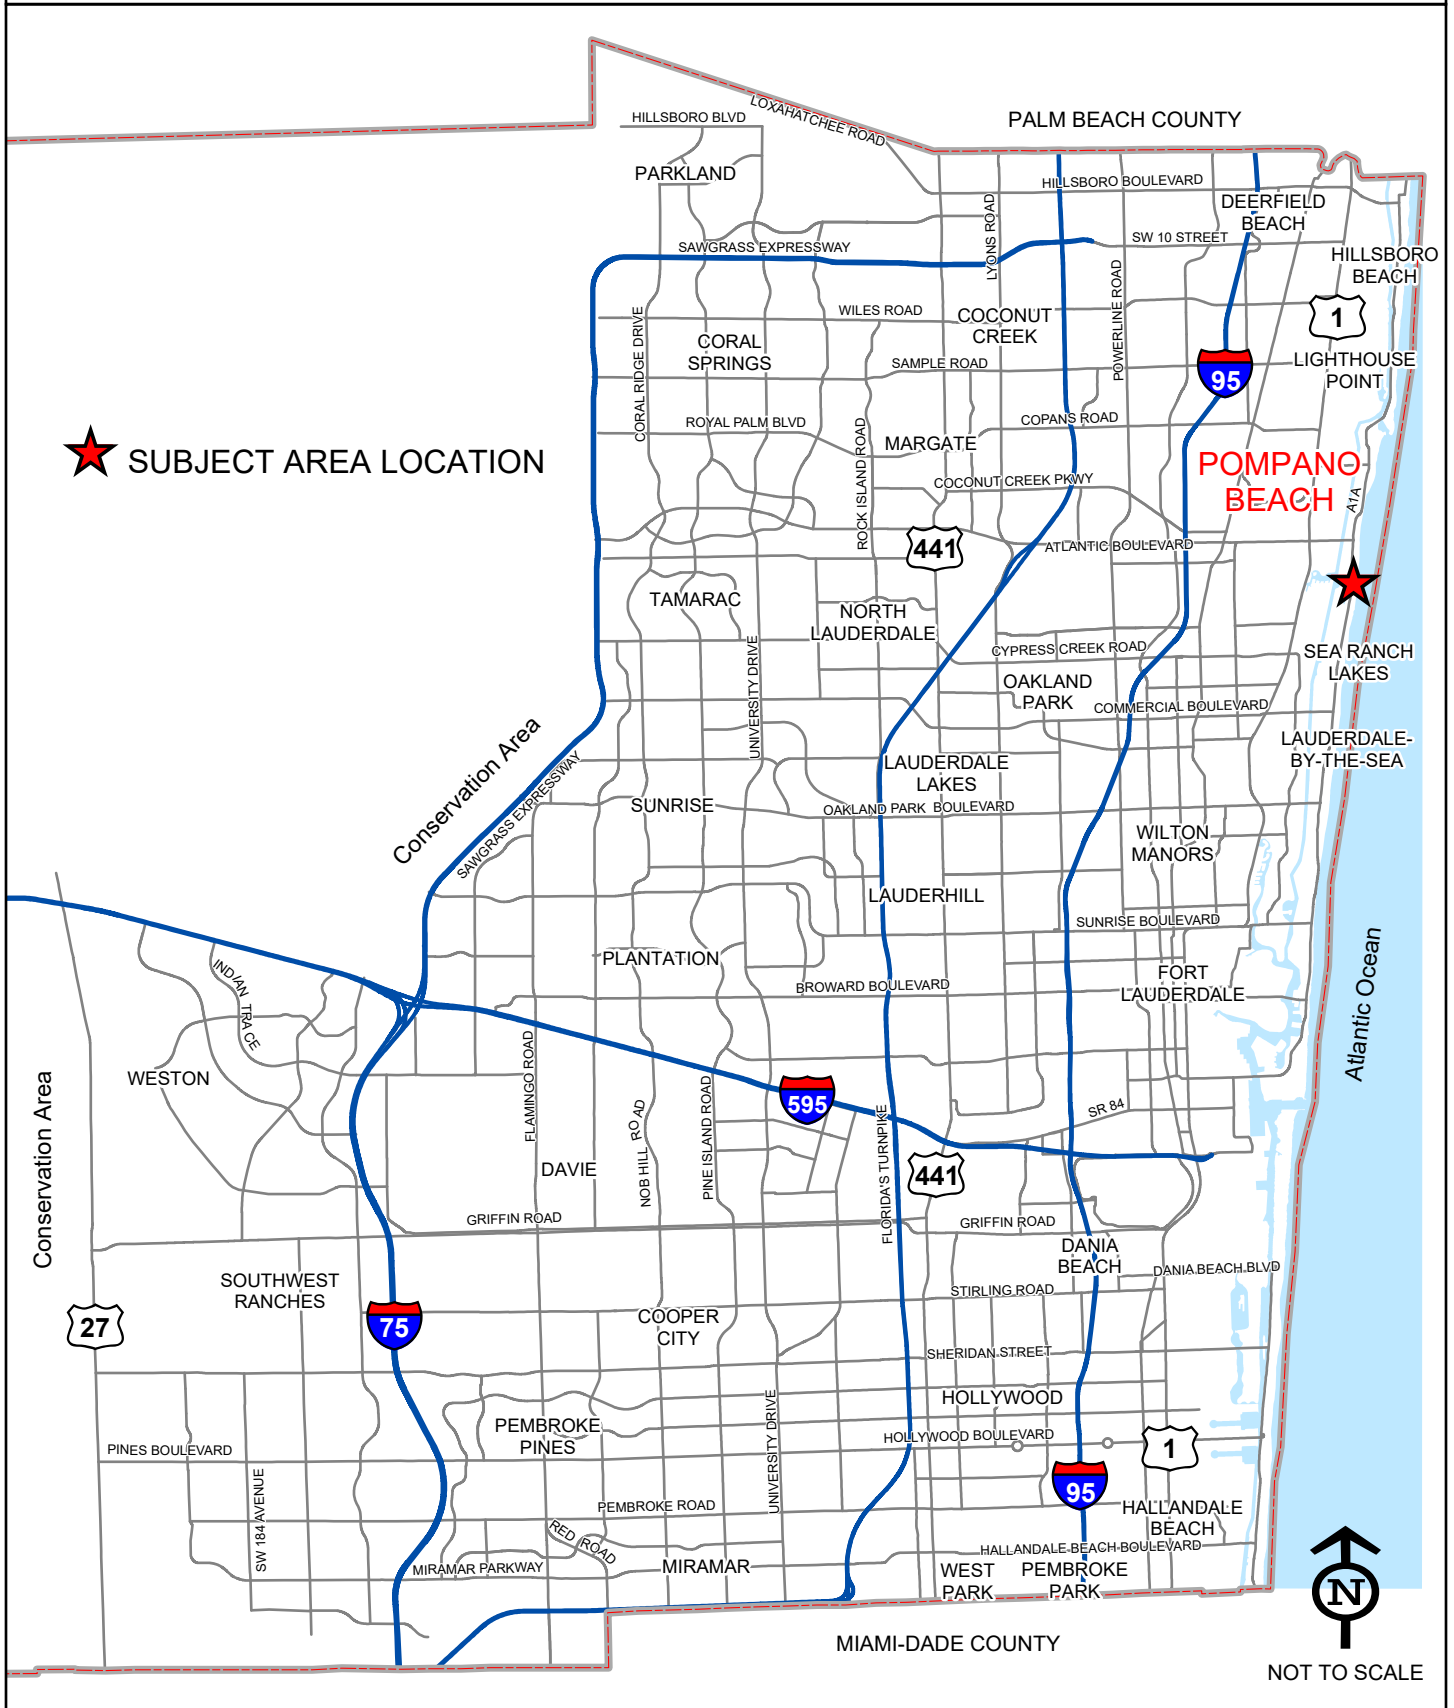 LOXAHATCHEE ROAD
HILLSBORO BLVD
PALM BEACH COUNTY
PARKLAND
HILLSBORO BOULEVARD
DEERFIELD
BEACH
LYONS ROAD
SW 10 STREET
SAWGRASS EXPRESSWAY
HILLSBORO
BEACH
POWERLINE ROAD
WILES ROAD
COCONUT
CREEK
1
CORAL RIDGE DRIVE
CORAL
SPRINGS
SAMPLE ROAD
LIGHTHOUSE
POINT
95
ROYAL PALM BLVD
COPANS ROAD
ROCK ISLAND ROAD
MARGATE
SUBJECT AREA LOCATION
POMPANO
BEACH
COCONUT CREEK PKWY
A1A
441
ATLANTIC BOULEVARD
TAMARAC
NORTH
LAUDERDALE
CYPRESS CREEK ROAD
SEA RANCH
LAKES
UNIVERSITY DRIVE
OAKLAND
PARK
COMMERCIAL BOULEVARD
LAUDERDALE-
BY-THE-SEA
Conservation Area
SAWGRASS EXPRESSWAY
LAUDERDALE
LAKES
SUNRISE
OAKLAND PARK BOULEVARD
WILTON
MANORS
LAUDERHILL
SUNRISE BOULEVARD
PLANTATION
FORT
LAUDERDALE
BROWARD BOULEVARD
Atlantic Ocean
INDIAN TRACE
WESTON
Conservation Area
FLAMINGO ROAD
NOB HILL ROAD
PINE ISLAND ROAD
595
FLORIDA'S TURNPIKE
SR 84
DAVIE
441
GRIFFIN ROAD
GRIFFIN ROAD
DANIA
BEACH
DANIA BEACH BLVD
SOUTHWEST
RANCHES
STIRLING ROAD
27
75
COOPER
CITY
SHERIDAN STREET
HOLLYWOOD
UNIVERSITY DRIVE
PEMBROKE
PINES
HOLLYWOOD BOULEVARD
1
PINES BOULEVARD
SW 184 AVENUE
95
PEMBROKE ROAD
HALLANDALE
BEACH
RED ROAD
HALLANDALE BEACH BOULEVARD
MIRAMAR PARKWAY
MIRAMAR
WEST
PARK
PEMBROKE
PARK
N
MIAMI-DADE COUNTY
NOT TO SCALE